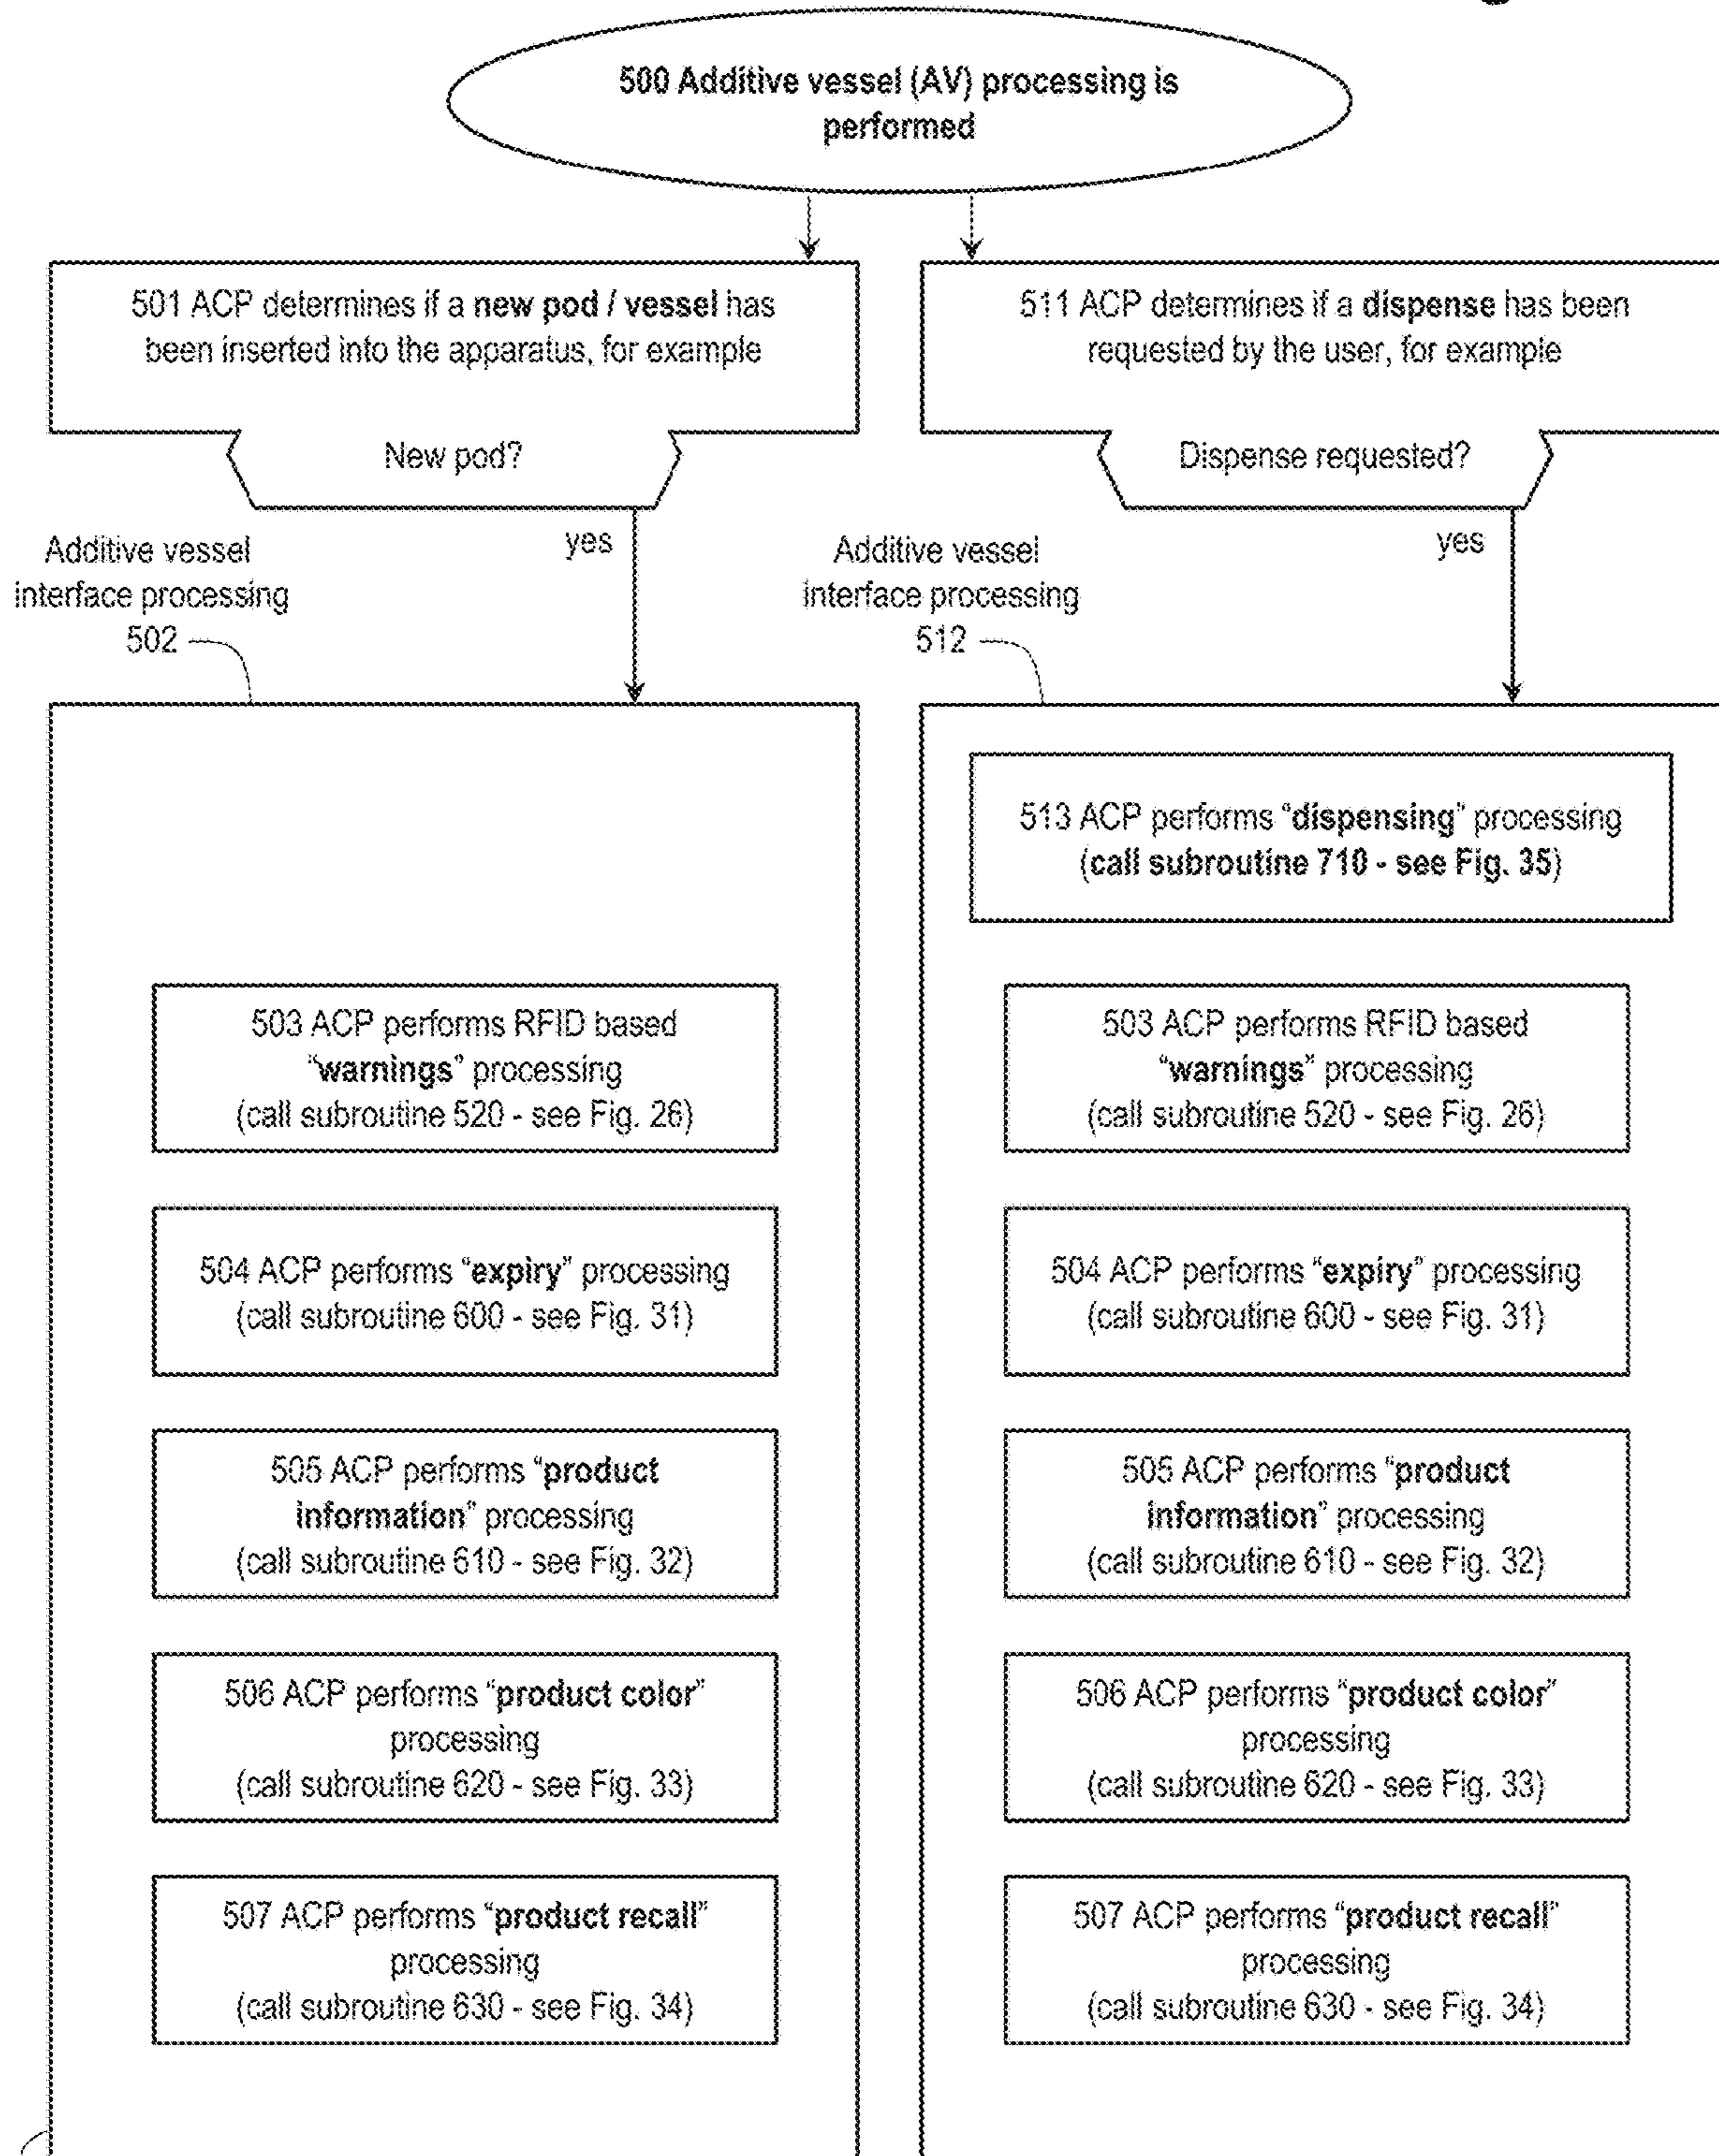 500 Additive vessel (AV) processing is
performed
501 ACP determines if a new pod / vessel has
been inserted into the apparatus, for example
New pod?
yes
Additive vessel
interface processing
502
503 ACP performs RFID based
“warnings” processing
(call subroutine 520 - see Fig. 26)
504 ACP performs “expiry” processing
(call subroutine 600 - see Fig. 31)
505 ACP performs “product
information” processing
(call subroutine 610 - see Fig. 32)
506 ACP performs “product color”
processing
(call subroutine 620 - see Fig. 33)
507 ACP performs “product recall”
processing
(call subroutine 630 - see Fig. 34)
511 ACP determines if a dispense has been
requested by the user, for example
Dispense requested?
yes
Additive vessel
interface processing
512
513 ACP performs “dispensing” processing
(call subroutine 710 - see Fig. 35)
503 ACP performs RFID based
“warnings” processing
(call subroutine 520 - see Fig. 26)
504 ACP performs “expiry” processing
(call subroutine 600 - see Fig. 31)
505 ACP performs “product
information” processing
(call subroutine 610 - see Fig. 32)
506 ACP performs “product color”
processing
(call subroutine 620 - see Fig. 33)
507 ACP performs “product recall”
processing
(call subroutine 630 - see Fig. 34)